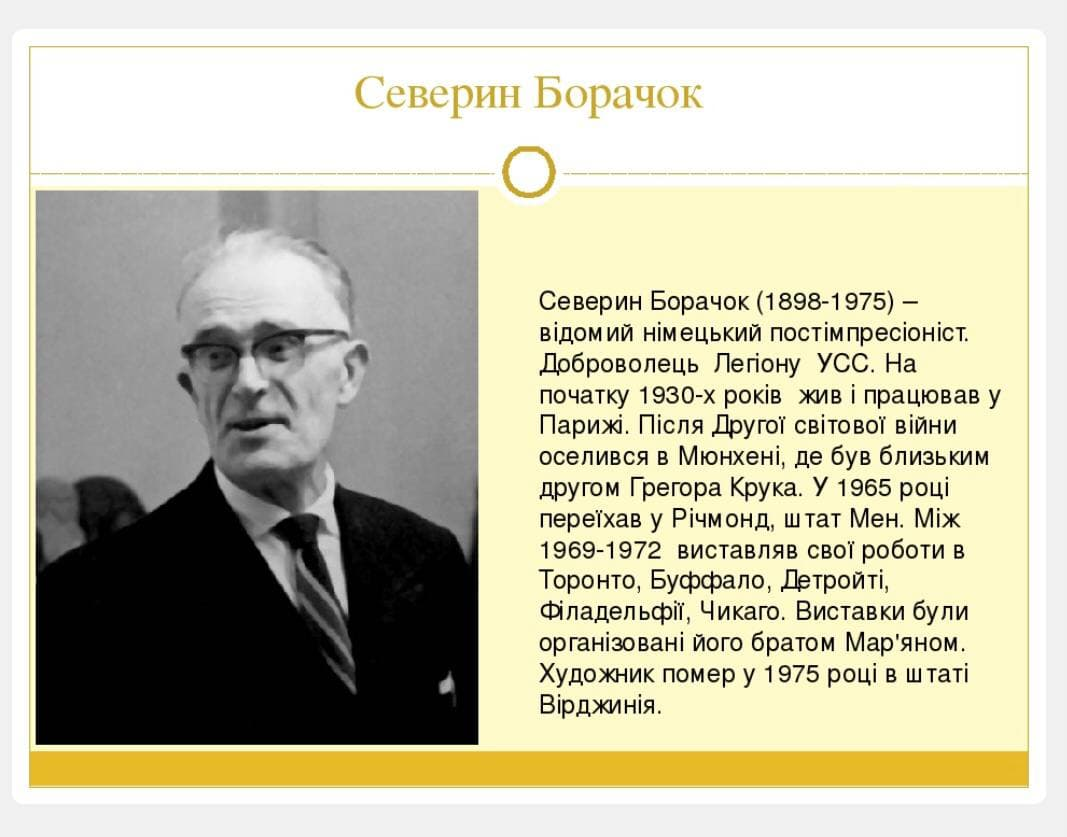 Северин Борачок
Северин Борачок (1898-1975) –
відомий німецький постімпресіоніст.
Доброволець Легіону УСС. На
початку 1930-х років жив і працював у
Парижі. Після Другої світової війни
оселився в Мюнхені, де був близьким
другом Грегора Крука. У 1965 році
переїхав у Річмонд, штат Мен. Між
1969-1972 виставляв свої роботи в
Торонто, Буффало, Детройті,
Філадельфії, Чикаго. Виставки були
організовані його братом Мар'яном.
Художник помер у 1975 році в штаті
Вірджинія.